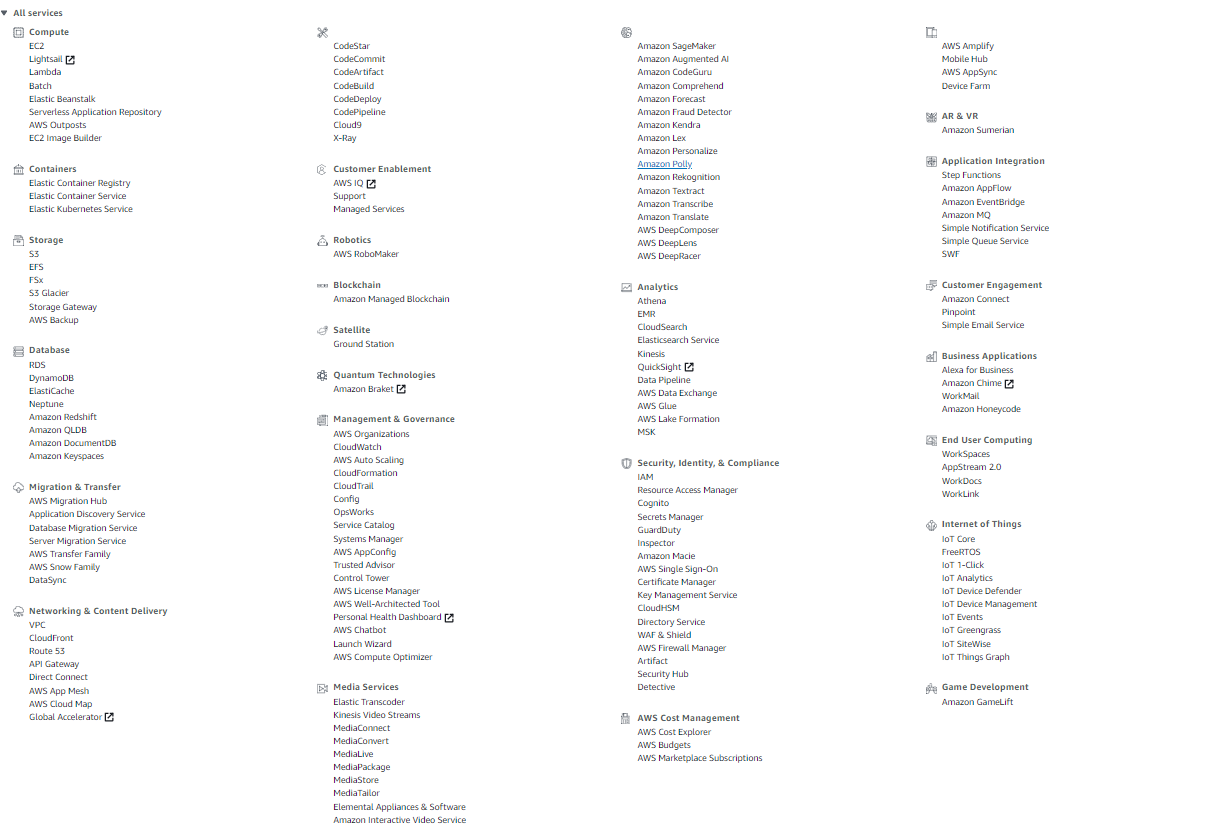 All services
Compute
EC2
Lightsail
Lambda
Batch
Elastic Beanstalk
Serverless Application Repository
AWS Outposts
EC2 Image Builder
Containers
Elastic Container Registry
Elastic Container Service
Elastic Kubernetes Service
Storage
S3
EFS
FSx
S3 Glacier
Storage Gateway
AWS Backup
Database
RDS
DynamoDB
ElastiCache
Neptune
Amazon Redshift
Amazon QLDB
Amazon DocumentDB
Amazon Keyspaces
Migration & Transfer
AWS Migration Hub
Application Discovery Service
Database Migration Service
Server Migration Service
AWS Transfer Family
AWS Snow Family
DataSync
Networking & Content Delivery
VPC
CloudFront
Route 53
API Gateway
Direct Connect
AWS App Mesh
AWS Cloud Map
Global Accelerator
CodeStar
CodeCommit
CodeArtifact
CodeBuild
CodeDeploy
CodePipeline
Cloud9
X-Ray
Customer Enablement
AWS IQ
Support
Managed Services
Robotics
AWS RoboMaker
Blockchain
Amazon Managed Blockchain
Satellite
Ground Station
Quantum Technologies
Amazon Braket
Management & Governance
AWS Organizations
CloudWatch
AWS Auto Scaling
CloudFormation
CloudTrail
Config
OpsWorks
Service Catalog
Systems Manager
AWS AppConfig
Trusted Advisor
Control Tower
AWS License Manager
AWS Well-Architected Tool
Personal Health Dashboard
AWS Chatbot
Launch Wizard
AWS Compute Optimizer
Media Services
Elastic Transcoder
Kinesis Video Streams
MediaConnect
MediaConvert
MediaLive
MediaPackage
MediaStore
MediaTailor
Elemental Appliances & Software
Amazon Interactive Video Service
Amazon SageMaker
Amazon Augmented AI
Amazon CodeGuru
Amazon Comprehend
Amazon Forecast
Amazon Fraud Detector
Amazon Kendra
Amazon Lex
Amazon Personalize
Amazon Polly
Amazon Rekognition
Amazon Textract
Amazon Transcribe
Amazon Translate
AWS DeepComposer
AWS DeepLens
AWS DeepRacer
Analytics
Athena
EMR
CloudSearch
Elasticsearch Service
Kinesis
QuickSight
Data Pipeline
AWS Data Exchange
AWS Glue
AWS Lake Formation
MSK
Security, Identity, & Compliance
IAM
Resource Access Manager
Cognito
Secrets Manager
GuardDuty
Inspector
Amazon Macie
AWS Single Sign-On
Certificate Manager
Key Management Service
CloudHSM
Directory Service
WAF & Shield
AWS Firewall Manager
Artifact
Security Hub
Detective
AWS Cost Management
AWS Cost Explorer
AWS Budgets
AWS Marketplace Subscriptions
AWS Amplify
Mobile Hub
AWS AppSync
Device Farm
AR & VR
Amazon Sumerian
Application Integration
Step Functions
Amazon AppFlow
Amazon EventBridge
Amazon MQ
Simple Notification Service
Simple Queue Service
SWF
Customer Engagement
Amazon Connect
Pinpoint
Simple Email Service
Business Applications
Alexa for Business
Amazon Chime
WorkMail
Amazon Honeycode
End User Computing
WorkSpaces
AppStream 2.0
WorkDocs
WorkLink
Internet of Things
IoT Core
FreeRTOS
IoT 1-Click
IoT Analytics
IoT Device Defender
IoT Device Management
IoT Events
IoT Greengrass
IoT SiteWise
IoT Things Graph
Game Development
Amazon GameLift